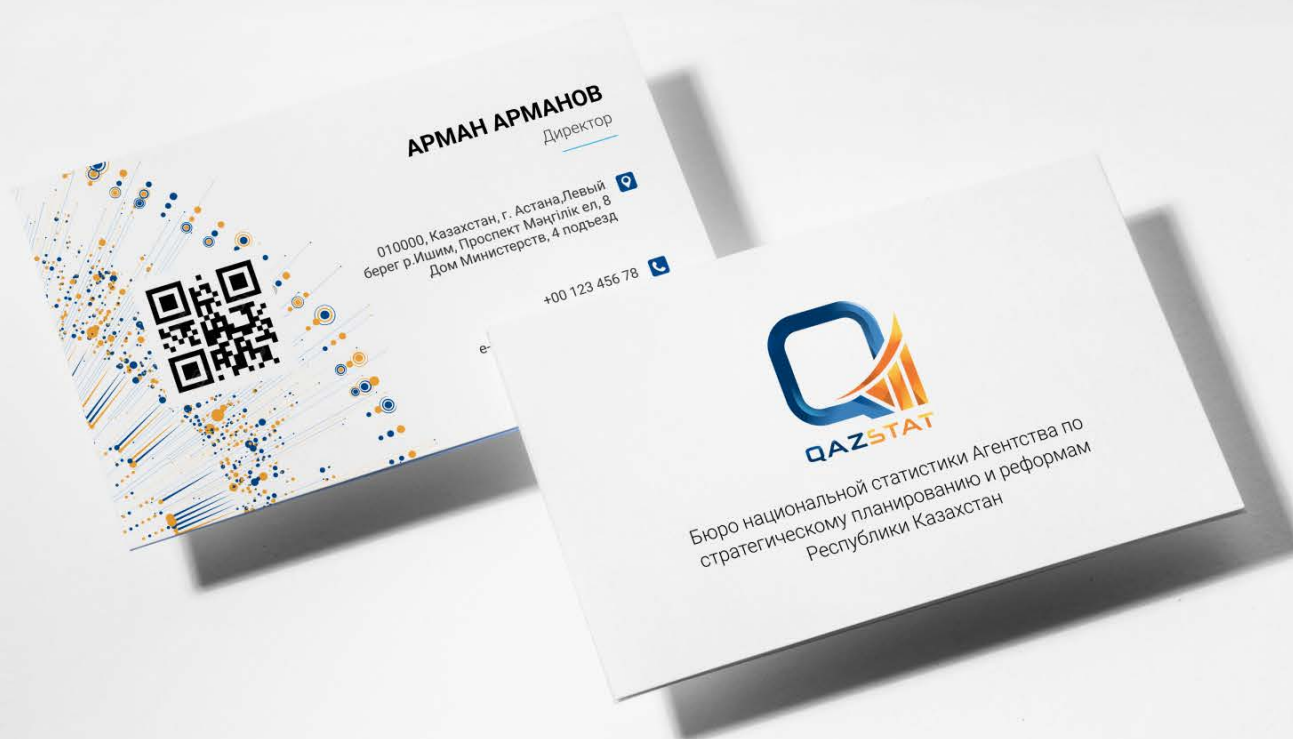 АРМАН АРМАНОВ
Директор
010000, Казахстан, г. Астана,Левый
берег р.Ишим, Проспект Мәңгілік ел, 8
Дом Министерств, 4 подъезд
+00 123 456 78
e-
QAZSTAT
Бюро национальной статистики Агентства по
стратегическому планированию и реформам
Республики Казахстан